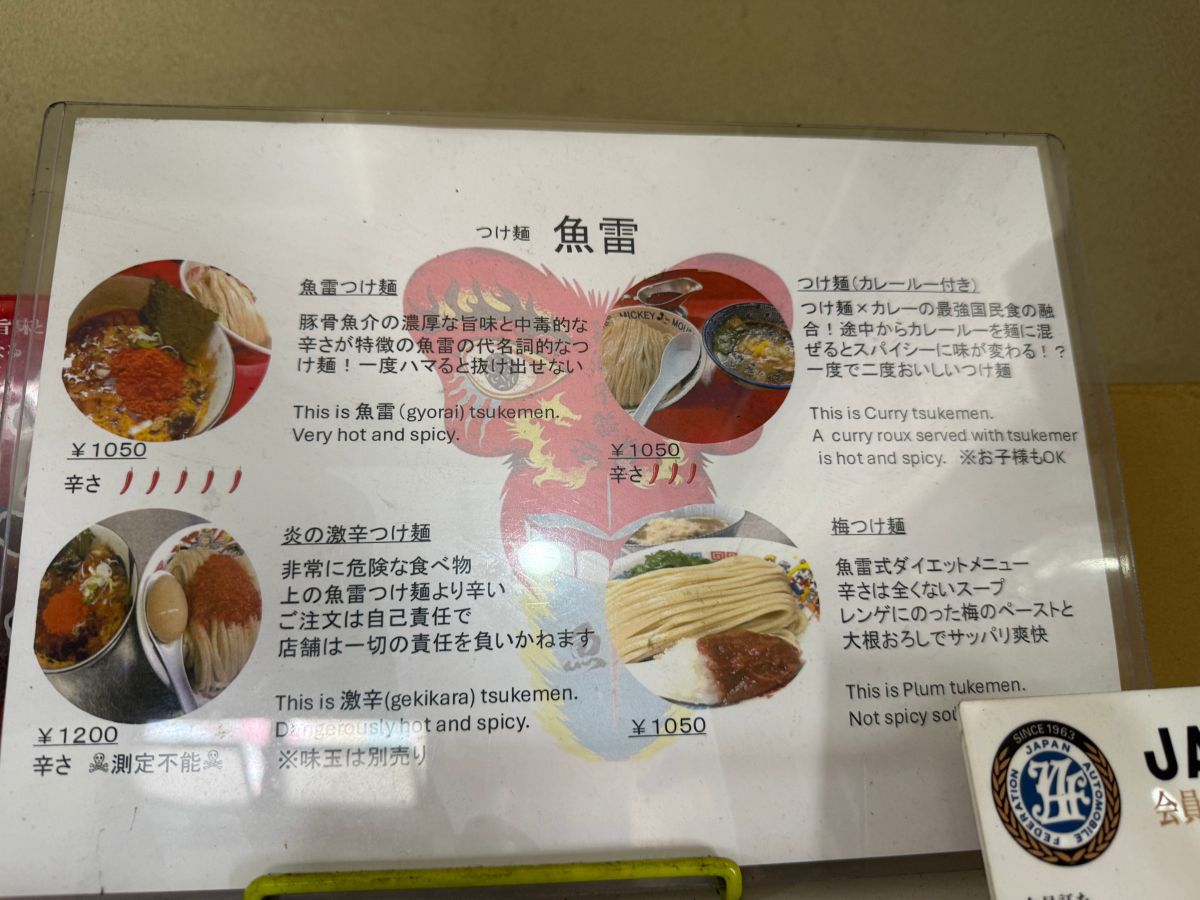 つけ麺 魚雷
魚雷つけ麺
豚骨魚介の濃厚な旨味と中毒的な
辛さが特徴の魚雷の代名詞的なつ
け麺！一度ハマると抜け出せない
This is 魚雷(gyorai) tsukemen.
Very hot and spicy.
￥1050
辛さ
つけ麺(カレールー付き)
つけ麺×カレーの最強国民食の融
合！途中からカレールーを麺に混
ぜるとスパイシーに味が変わる！？
一度で二度おいしいつけ麺
This is Curry tsukemen.
A curry roux served with tsukemen
is hot and spicy. ※お子様もOK
￥1050
辛さ
MICKEY MOU
炎の激辛つけ麺
非常に危険な食べ物
上の魚雷つけ麺より辛い
ご注文は自己責任で
店舗は一切の責任を負いかねます
This is 激辛(gekikara) tsukemen.
Dangerously hot and spicy.
※味玉は別売り
￥1200
辛さ ☠測定不能☠
梅つけ麺
魚雷式ダイエットメニュー
辛さは全くないスープ
レンゲにのった梅のペーストと
大根おろしでサッパリ爽快
This is Plum tukemen.
Not spicy
￥1050
魚
旨味と
SINCE 1963
JAPAN AUTOMOBILE FEDERATION
JAF
JA
会員